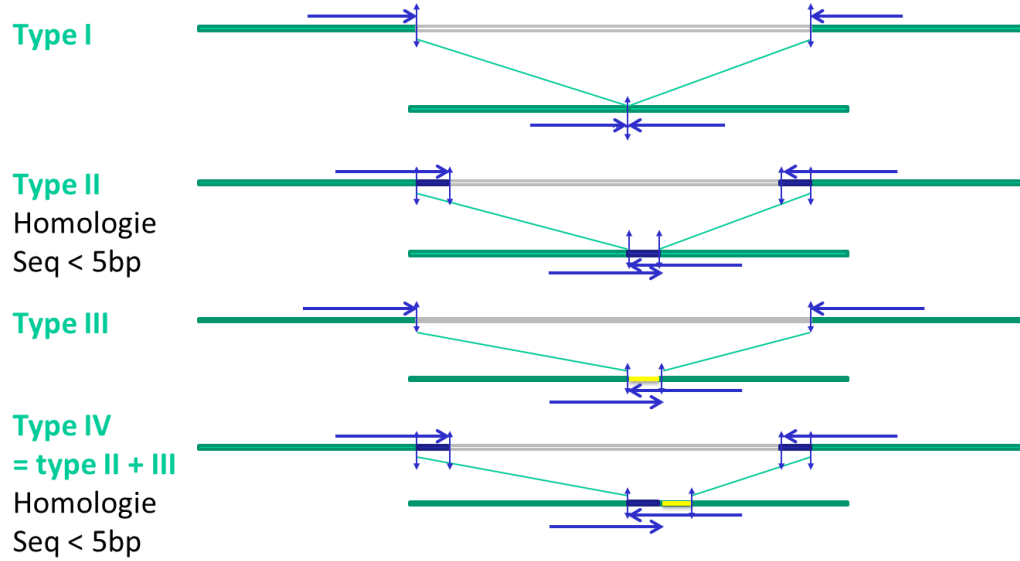 Type I
Type II
Homologie
Seq < 5bp
Type III
Type IV
= type II + III
Homologie
Seq < 5bp